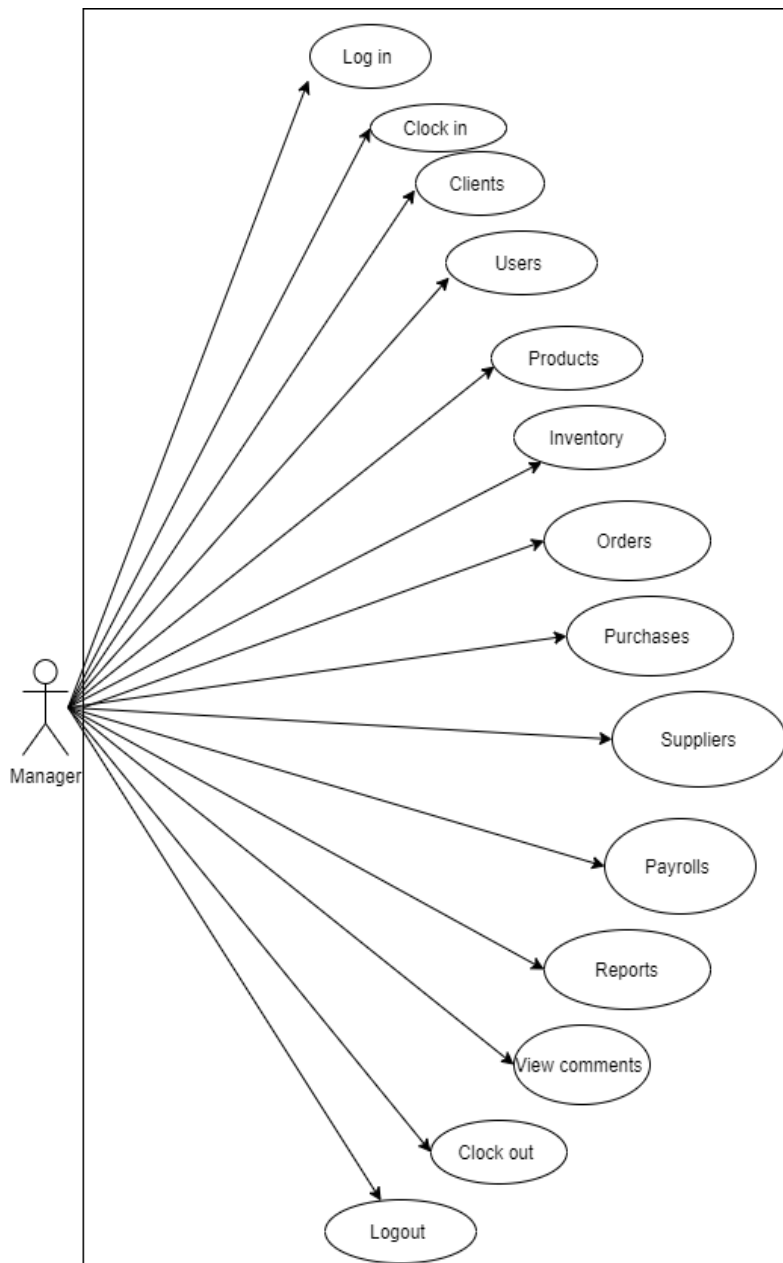 Log in
Clock in
Clients
Users
Products
Inventory
Orders
Purchases
Suppliers
Manager
Payrolls
Reports
View comments
Clock out
Logout